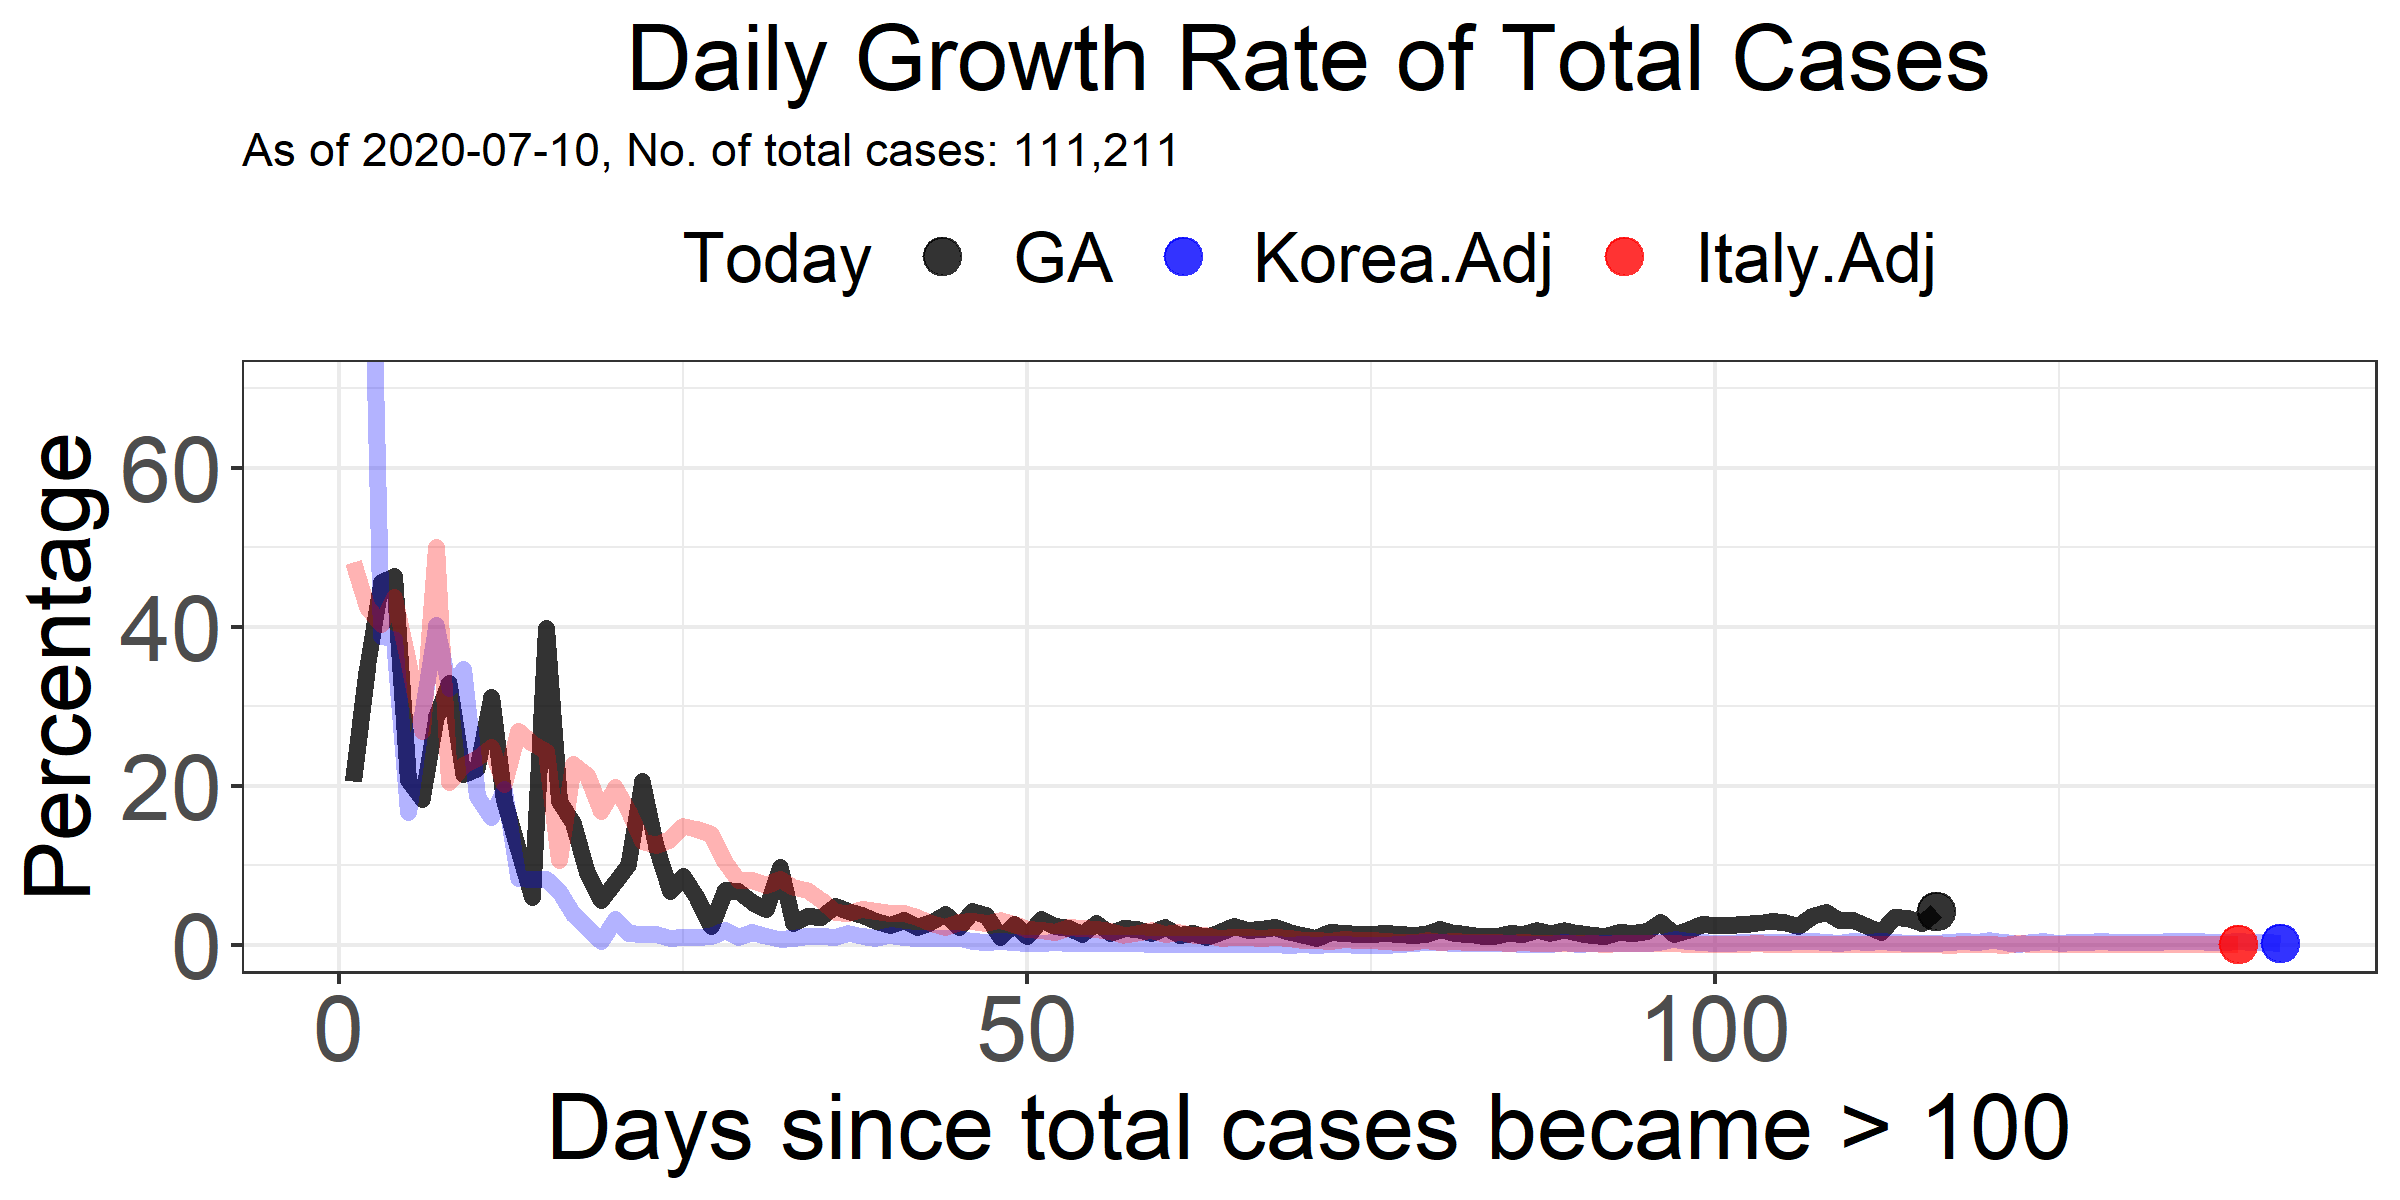 Daily Growth Rate of Total Cases
As of 2020-07-10, No. of total cases: 111,211
Today GA Korea.Adj Italy.Adj
Percentage
60
40
20
0
0 50 100
Days since total cases became > 100